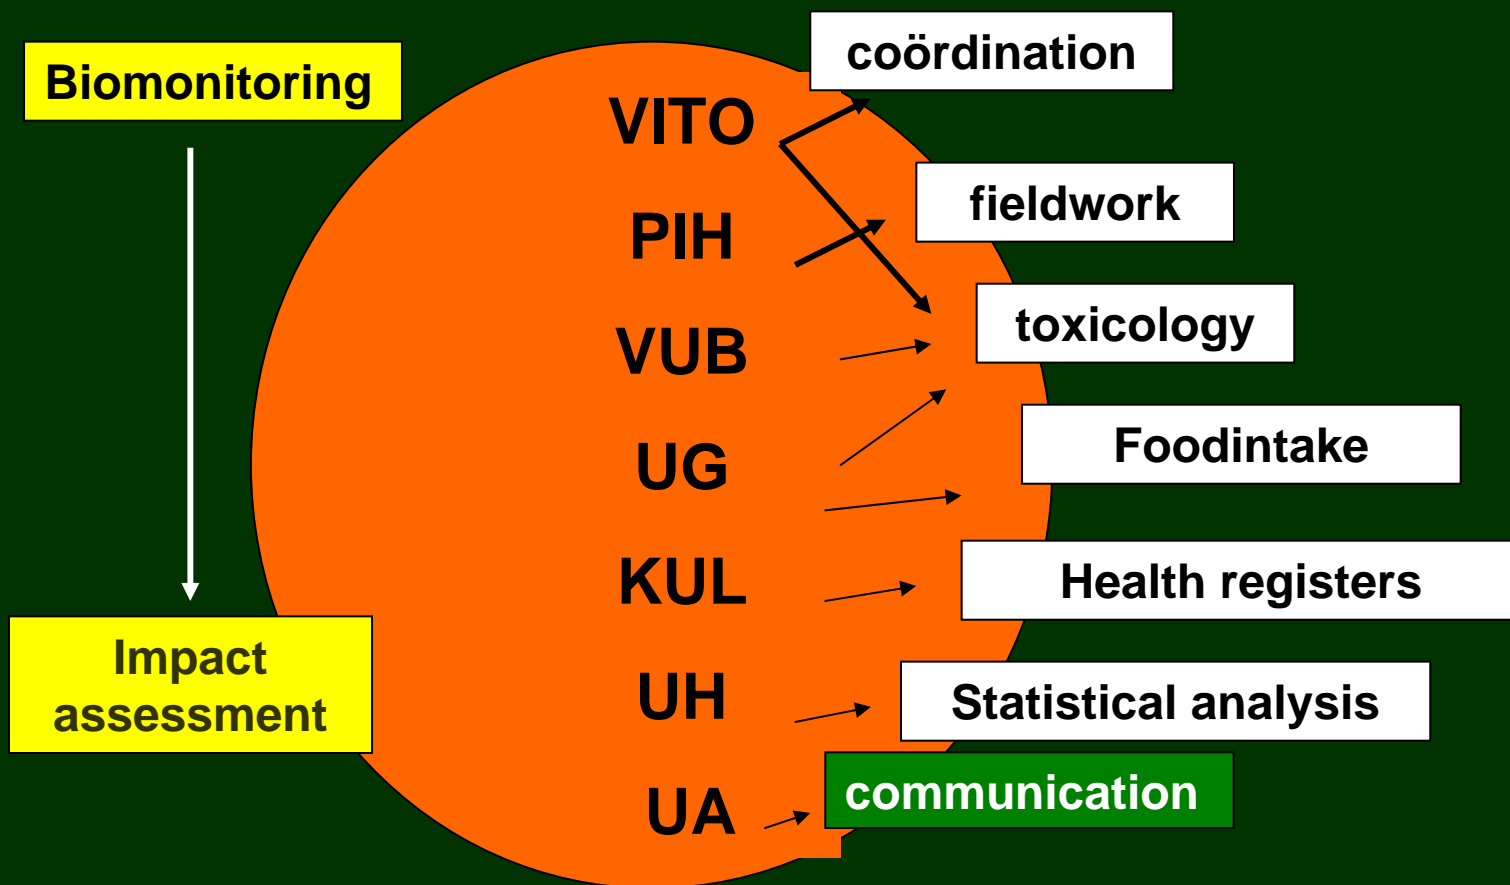 Biomonitoring
Impact
assessment
VITO
PIH
VUB
UG
KUL
UH
UA
coördination
fieldwork
toxicology
Foodintake
Health registers
Statistical analysis
communication